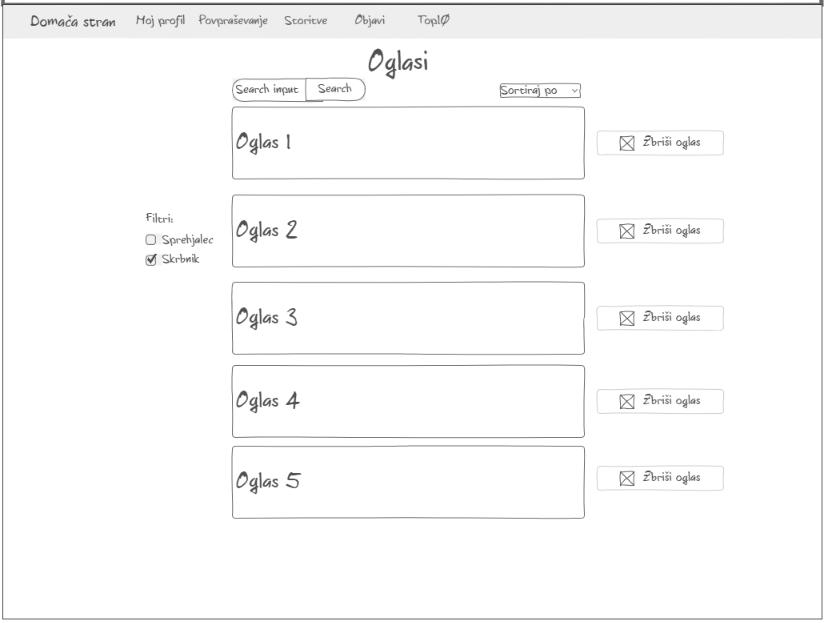 Domača stran Moj profil Povpraševanje Storitve Objavi Top10
Oglasi
Search input Search Sortiraj po
Oglas 1 Zbriši oglas
Filtri:
Sprehjalec
Skrbnik
Oglas 2 Zbriši oglas
Oglas 3 Zbriši oglas
Oglas 4 Zbriši oglas
Oglas 5 Zbriši oglas